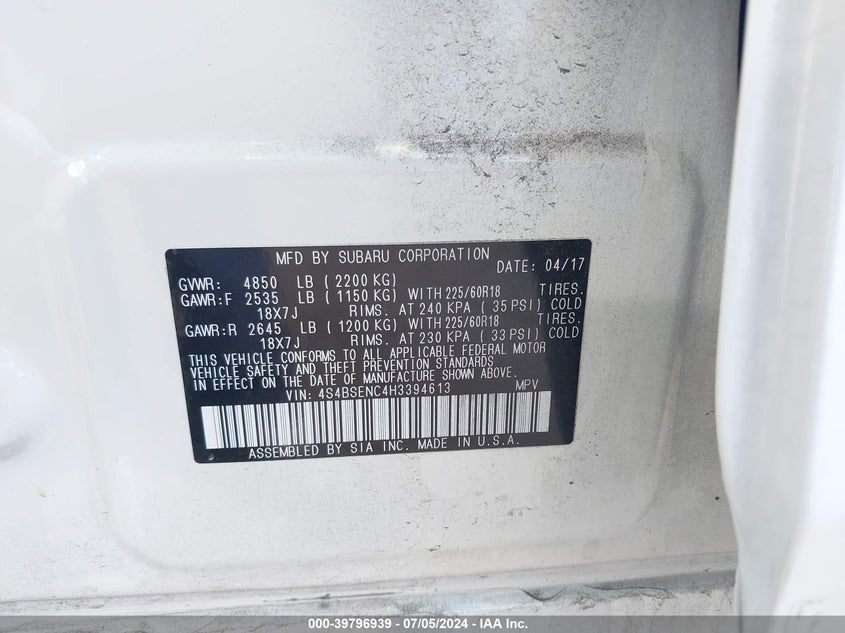 MFD BY SUBARU CORPORATION
DATE: 04/17
GVWR: 4850 LB (2200 KG)
GAWR:F 2535 LB (1150 KG) WITH 225/60R18 TIRES.
18X7J RIMS. AT 240 KPA (35 PSI) COLD
GAWR:R 2645 LB (1200 KG) WITH 225/60R18 TIRES.
18X7J RIMS. AT 230 KPA (33 PSI) COLD
THIS VEHICLE CONFORMS TO ALL APPLICABLE FEDERAL MOTOR
VEHICLE SAFETY, BUMPER, AND THEFT PREVENTION STANDARDS
IN EFFECT ON THE DATE OF MANUFACTURE SHOWN ABOVE.
VIN: 4S4BSENC4H3394613 MPV
ASSEMBLED BY SIA INC. MADE IN U.S.A.
000-39796939 - 07/05/2024 - IAA Inc.